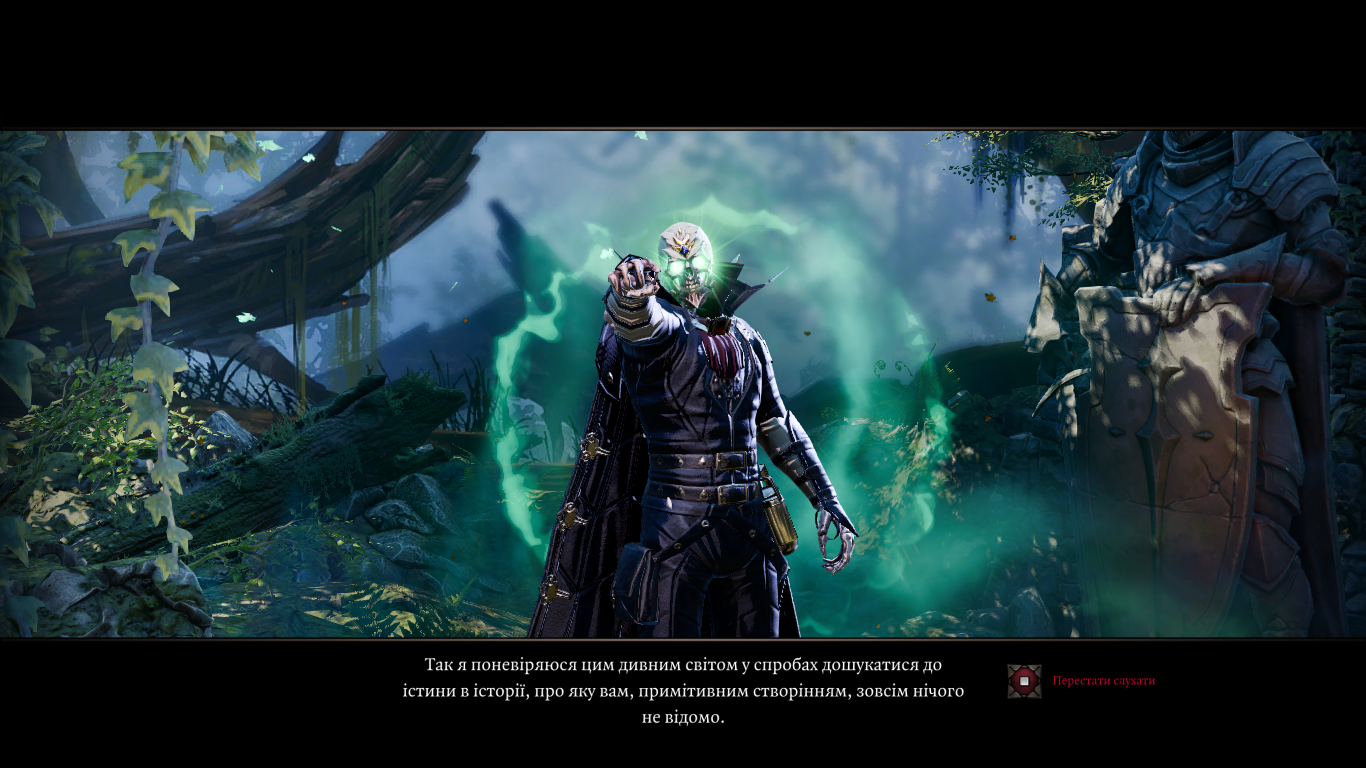 Так я поневіряюся цим дивним світом у спробах дошукатися до
істини в історії, про яку вам, примітивним створінням, зовсім нічого
не відомо.
Перестати слухати